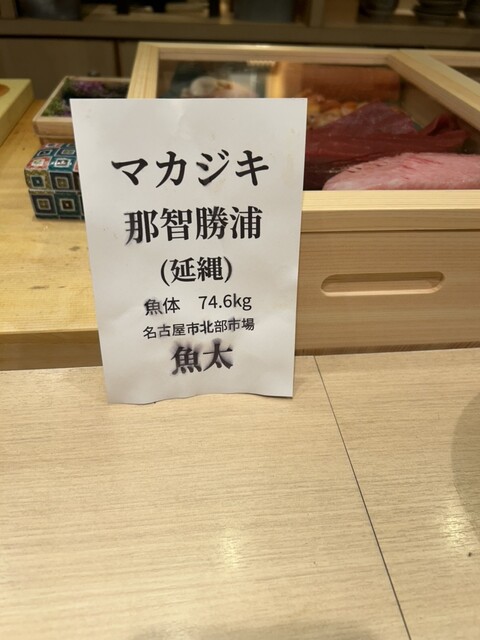 マカジキ
那智勝浦
(延縄)
魚体 74.6kg
名古屋市北部市場
魚太